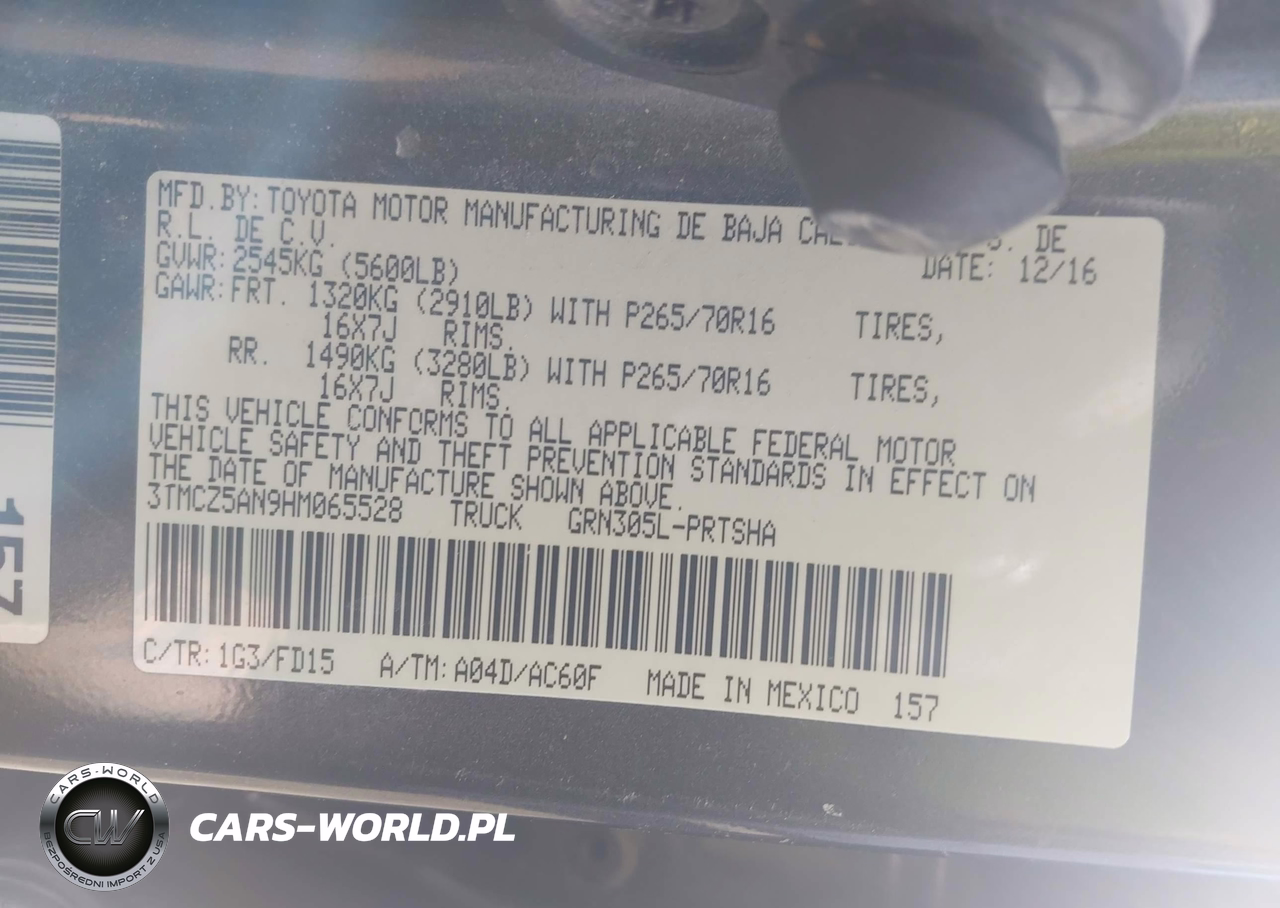 MFD.BY: TOYOTA MOTOR MANUFACTURING DE BAJA S. DE
R.L. DE C.V. DATE: 12/16
GVWR: 2545KG (5600LB)
GAWR: FRT. 1320KG (2910LB) WITH P265/70R16 TIRES,
16X7J RIMS.
RR. 1490KG (3280LB) WITH P265/70R16 TIRES,
16X7J RIMS.
THIS VEHICLE CONFORMS TO ALL APPLICABLE FEDERAL MOTOR
VEHICLE SAFETY AND THEFT PREVENTION STANDARDS IN EFFECT ON
THE DATE OF MANUFACTURE SHOWN ABOVE.
3TMCZ5AN9HM065528 TRUCK GRN305L-PRTSHA
C/TR: 1G3/FD15 A/TM: A04D/AC60F MADE IN MEXICO 157
157
CARS-WORLD
CW
BEZPOŚREDNI IMPORT Z USA
CARS-WORLD.PL